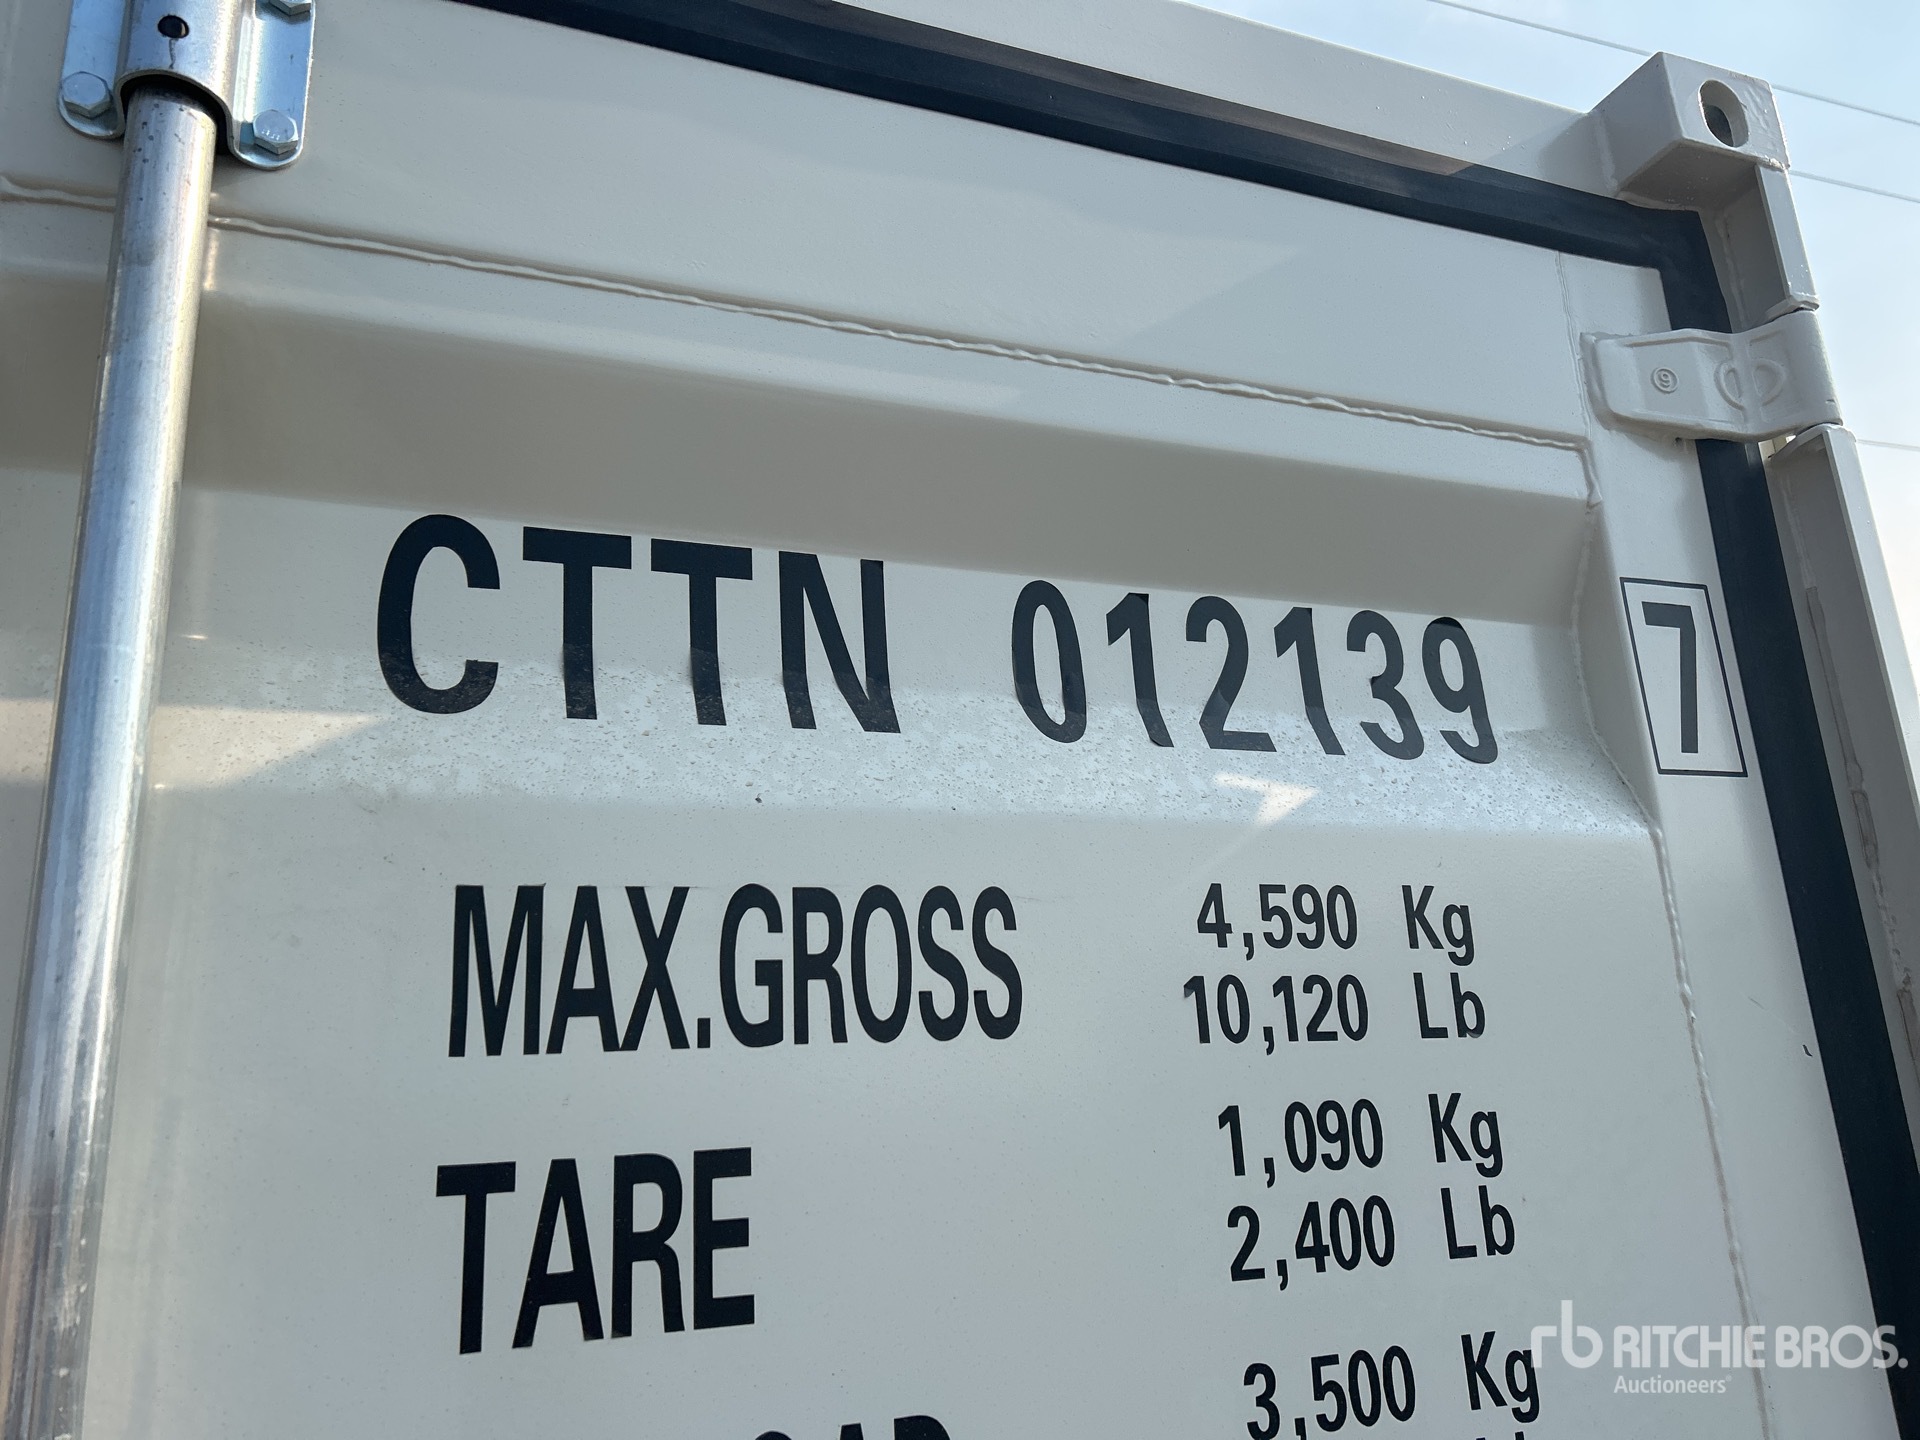 CTTN 012139 7
MAX.GROSS 4,590 Kg
10,120 Lb
TARE 1,090 Kg
2,400 Lb
3,500 Kg
rb RITCHIE BROS.
Auctioneers